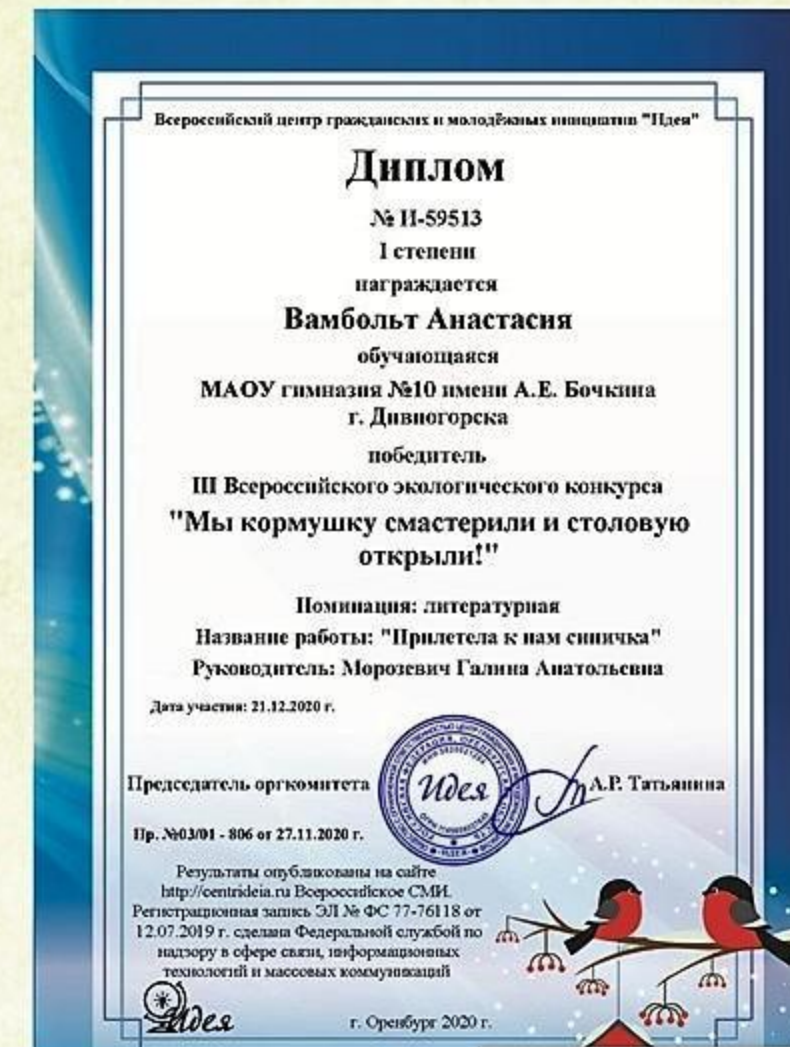 Всероссийский центр гражданских и молодёжных инициатив "Идея"
Диплом
№ И-59513
I степени
награждается
Вамбольт Анастасия
обучающаяся
МАОУ гимназия №10 имени А.Е. Бочкина
г. Дивногорска
победитель
III Всероссийского экологического конкурса
"Мы кормушку смастерили и столовую
открыли!"
Номинация: литературная
Название работы: "Прилетела к нам синичка"
Руководитель: Морозевич Галина Анатольевна
Дата участия: 21.12.2020 г.
Председатель оргкомитета
Идея
А.Р. Татьянина
Пр. №03/01 - 806 от 27.11.2020 г.
Результаты опубликованы на сайте
http://centrideia.ru Всероссийское СМИ.
Регистрационная запись ЭЛ № ФС 77-76118 от
12.07.2019 г. сделана Федеральной службой по
надзору в сфере связи, информационных
технологий и массовых коммуникаций
Идея
г. Оренбург 2020 г.